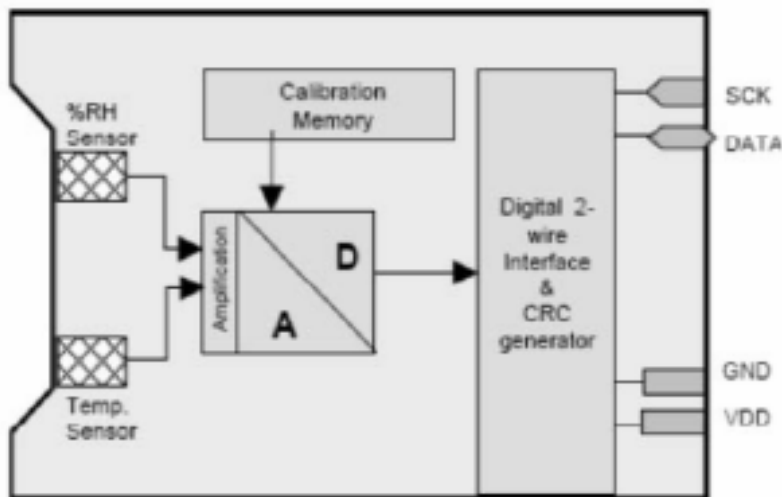 %RH
Sensor
Calibration
Memory
SCK
DATA
Amplification
D
A
Digital 2-
wire
Interface
&
CRC
generator
Temp.
Sensor
GND
VDD